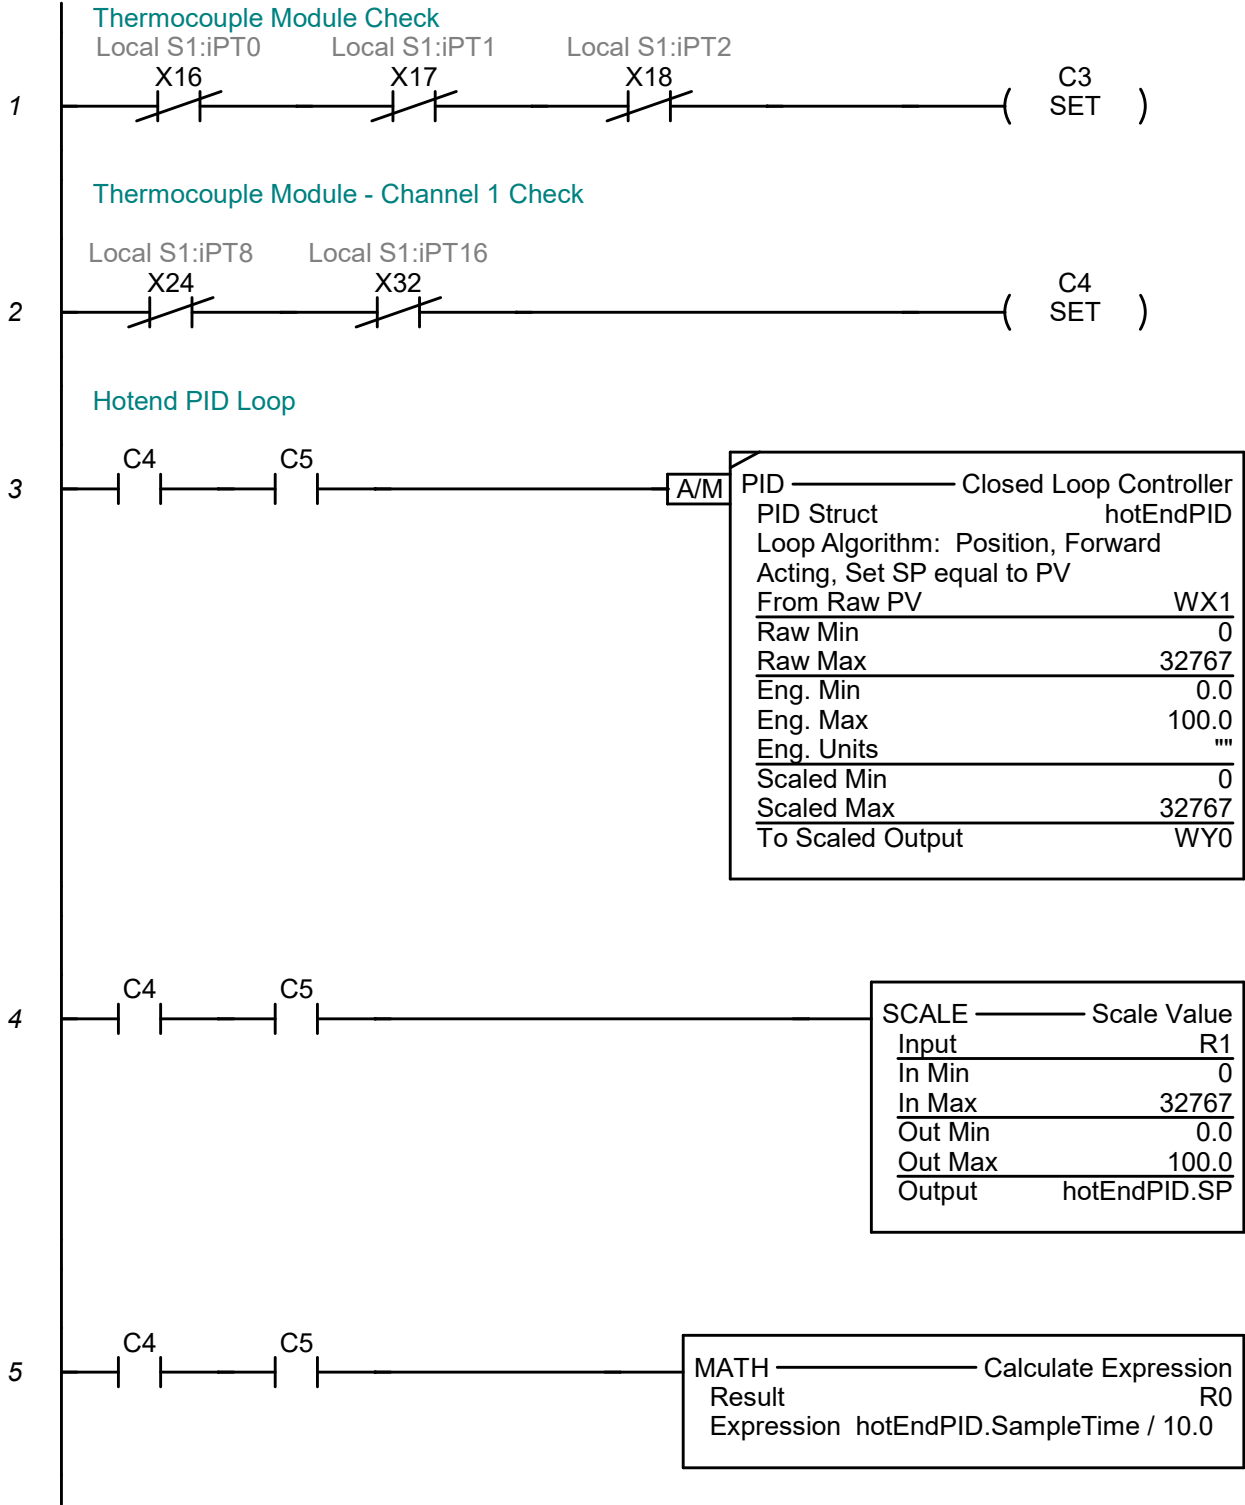 Thermocouple Module Check
Local S1:iPT0 Local S1:iPT1 Local S1:iPT2
X16 X17 X18 C3
1 SET
Thermocouple Module - Channel 1 Check
Local S1:iPT8 Local S1:iPT16
X24 X32 C4
2 SET
Hotend PID Loop
C4 C5
3 A/M PID Closed Loop Controller
PID Struct hotEndPID
Loop Algorithm: Position, Forward
Acting, Set SP equal to PV
From Raw PV WX1
Raw Min 0
Raw Max 32767
Eng. Min 0.0
Eng. Max 100.0
Eng. Units ""
Scaled Min 0
Scaled Max 32767
To Scaled Output WY0
C4 C5
4 SCALE Scale Value
Input R1
In Min 0
In Max 32767
Out Min 0.0
Out Max 100.0
Output hotEndPID.SP
C4 C5
5 MATH Calculate Expression
Result R0
Expression hotEndPID.SampleTime / 10.0